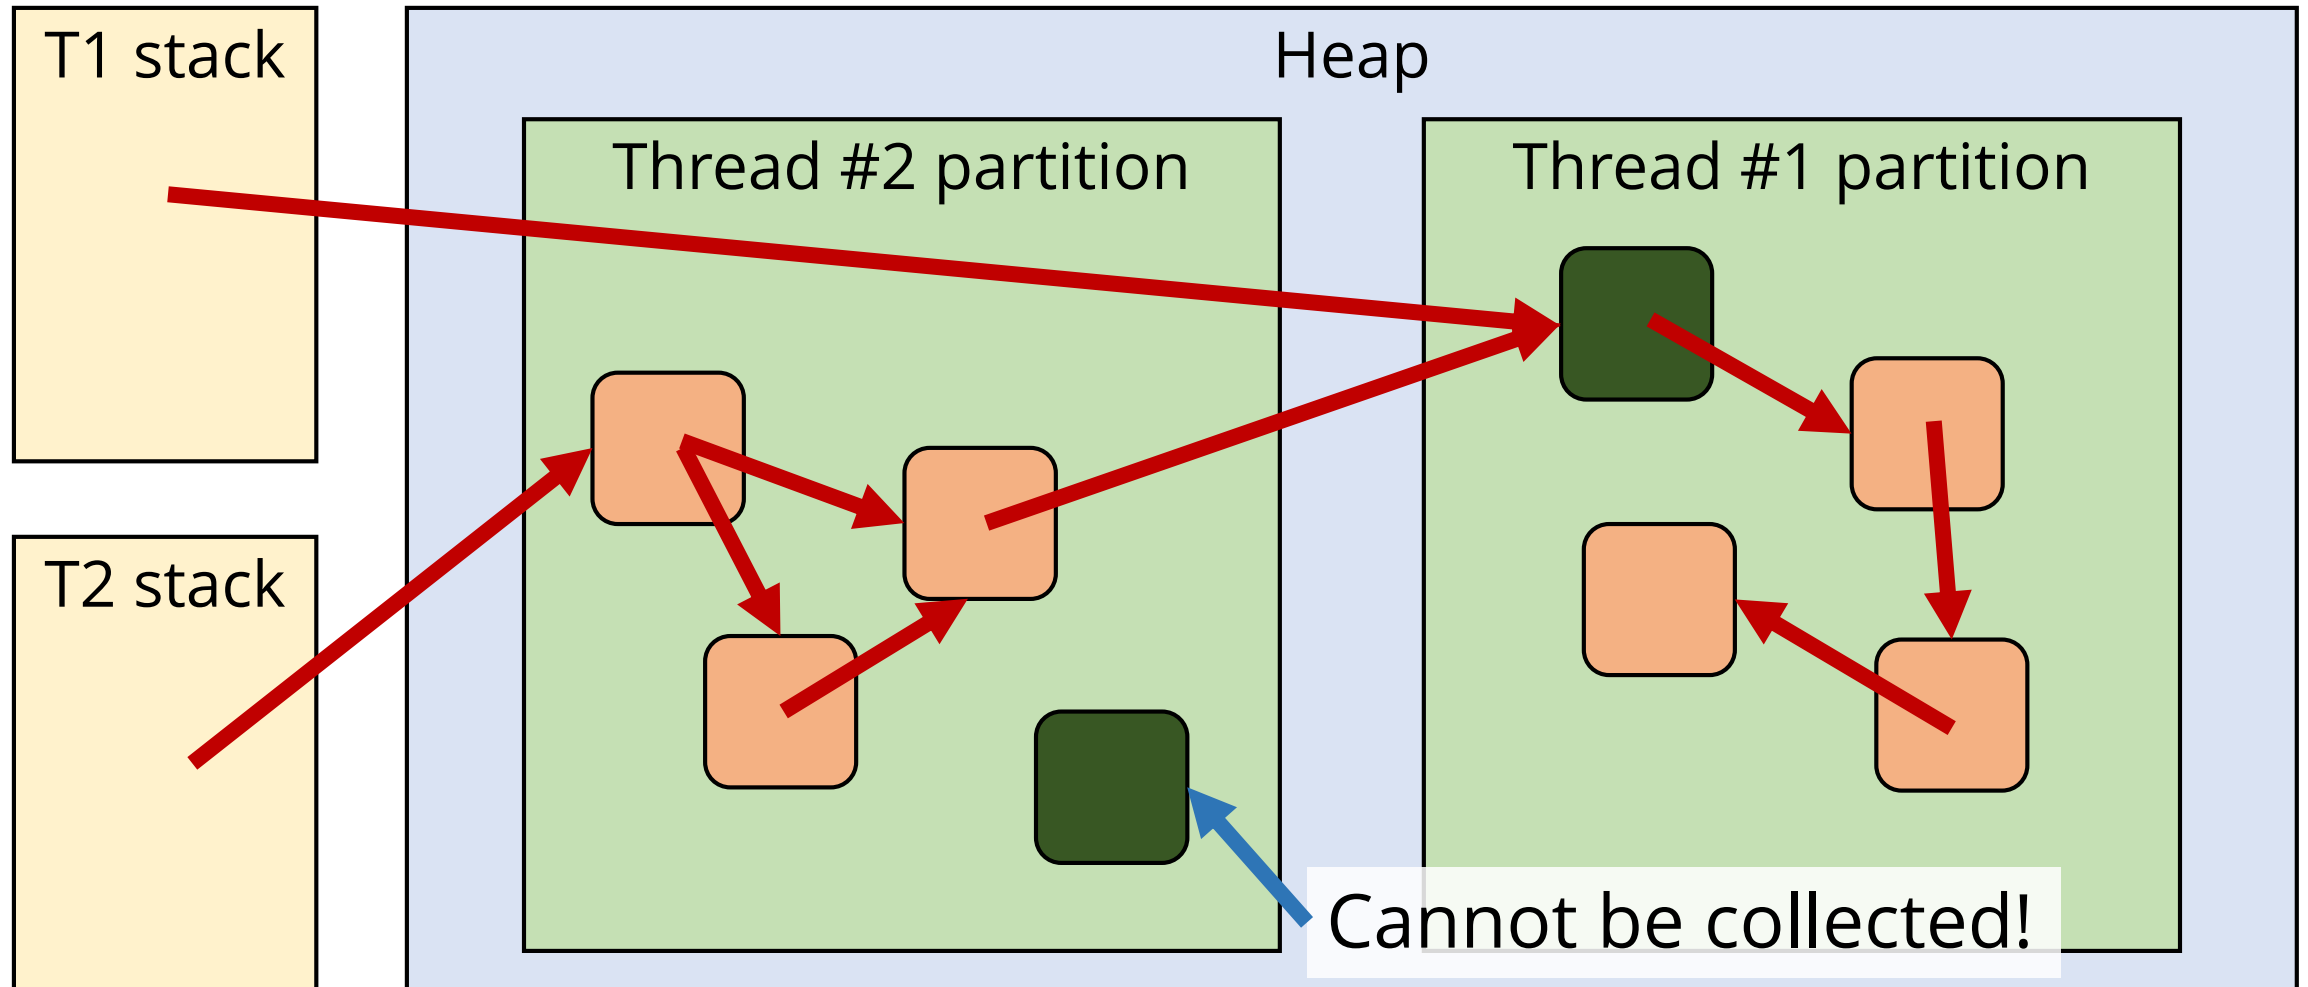 T1 stack
Heap
Thread #2 partition
Thread #1 partition
T2 stack
Cannot be collected!